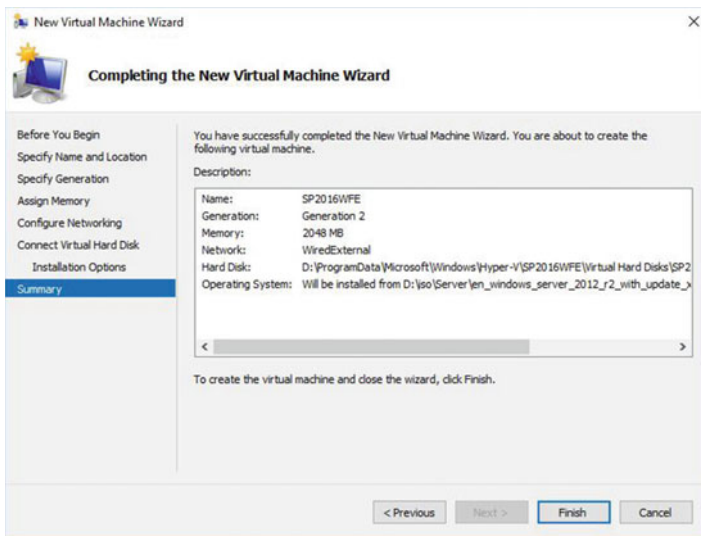 New Virtual Machine Wizard
Completing the New Virtual Machine Wizard
Before You Begin
Specify Name and Location
Specify Generation
Assign Memory
Configure Networking
Connect Virtual Hard Disk
Installation Options
Summary
You have successfully completed the New Virtual Machine Wizard. You are about to create the
following virtual machine.
Description:
Name: SP2016WFE
Generation: Generation 2
Memory: 2048 MB
Network: WiredExternal
Hard Disk: D:\ProgramData\Microsoft\Windows\Hyper-V\SP2016WFE\Virtual Hard Disks\SP2
Operating System: Will be installed from D:\iso\Server\en_windows_server_2012_r2_with_update_x
To create the virtual machine and close the wizard, click Finish.
< Previous
Next >
Finish
Cancel